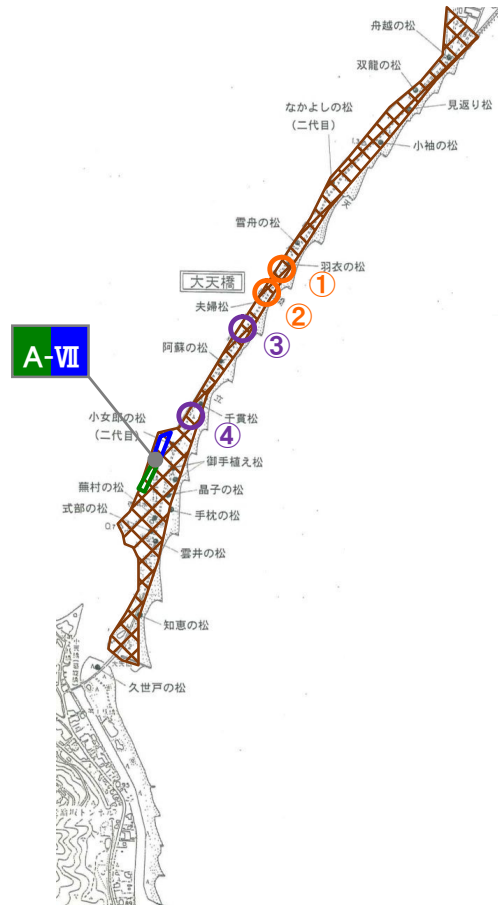 舟越の松
双龍の松
見返り松
なかよしの松
(二代目)
小袖の松
天
雪舟の松
羽衣の松
大天橋
①
夫婦松
②
③
阿蘇の松
A-Ⅶ
小女郎の松
(二代目)
千貫松
④
御手植え松
蕪村の松
晶子の松
式部の松
手枕の松
雲井の松
知恵の松
久世戸の松